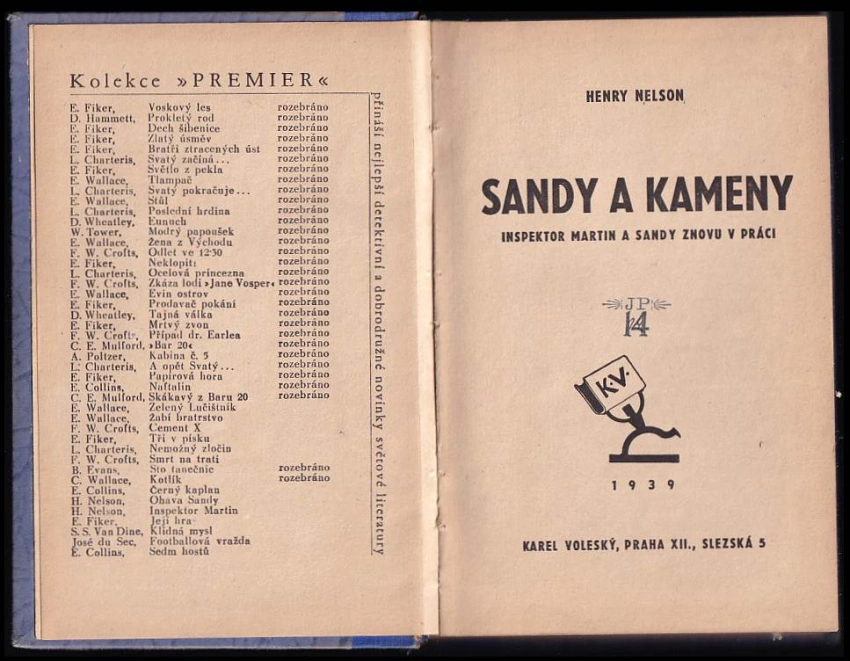 Kolekce »PREMIER«
E. Fiker, Voskový les rozebráno
D. Hammett, Prokletý rod rozebráno
E. Fiker, Dech šibenice rozebráno
E. Fiker, Zlatý úsměv rozebráno
E. Fiker, Bratři ztracených úst rozebráno
L. Charteris, Svatý začíná... rozebráno
E. Fiker, Světlo z pekla rozebráno
E. Wallace, Tlampač rozebráno
L. Charteris, Svatý pokračuje... rozebráno
E. Wallace, Stůl rozebráno
L. Charteris, Poslední hrdina rozebráno
D. Wheatley, Eunuch rozebráno
W. Tower, Modrý papoušek rozebráno
E. Wallace, Žena z Východu rozebráno
F. W. Crofts, Odlet ve 12·30 rozebráno
E. Fiker, Neklopit! rozebráno
L. Charteris, Ocelová princezna rozebráno
F. W. Crofts, Zkáza lodi »Jane Vosper« rozebráno
E. Wallace, Evin ostrov rozebráno
E. Fiker, Prodavač pokání rozebráno
D. Wheatley, Tajná válka rozebráno
E. Fiker, Mrtvý zvon rozebráno
F. W. Crofts, Případ dr. Earlea rozebráno
C. E. Mulford, »Bar 20« rozebráno
A. Poltzer, Kabina č. 5 rozebráno
L. Charteris, A opět Svatý... rozebráno
E. Fiker, Papírová hora rozebráno
E. Collins, Naftalin rozebráno
C. E. Mulford, Skákavý z Baru 20 rozebráno
E. Wallace, Zelený Lučištník
E. Wallace, Žabí bratrstvo
F. W. Crofts, Cement X
E. Fiker, Tři v písku
L. Charteris, Nemožný zločin
F. W. Crofts, Smrt na trati
B. Evans, Sto tanečnic rozebráno
C. Wallace, Kotlík rozebráno
E. Collins, Černý kaplan
H. Nelson, Ohava Sandy
H. Nelson, Inspektor Martin
E. Fiker, Její hra
S. S. Van Dine, Klidná mysl
José du Sec, Footballová vražda
E. Collins, Sedm hostů
přináší nejlepší detektivní a dobrodružné novinky světové literatury
HENRY NELSON
SANDY A KAMENY
INSPEKTOR MARTIN A SANDY ZNOVU V PRÁCI
JP
14
K.V.
1939
KAREL VOLESKÝ, PRAHA XII., SLEZSKÁ 5